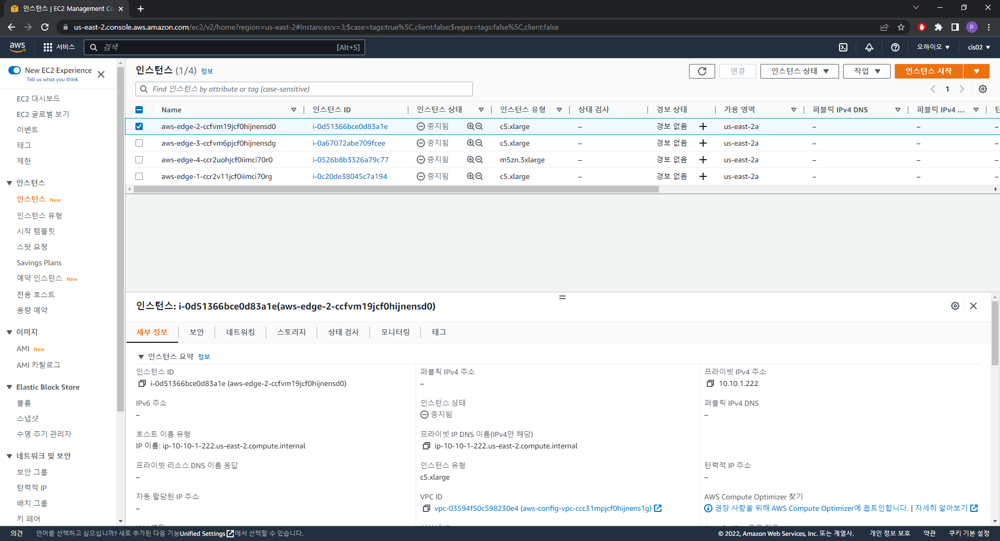 인스턴스 | EC2 Management Co
us-east-2.console.aws.amazon.com/ec2/v2/home?region=us-east-2#Instances:v=3;$case=tags:true%5C,client:false;$regex=tags:false%5C,client:false
P
aws 서비스 검색 [Alt+S] 오하이오 cis02
New EC2 Experience
Tell us what you think
EC2 대시보드
EC2 글로벌 보기
이벤트
태그
제한
인스턴스
인스턴스 New
인스턴스 유형
시작 템플릿
스팟 요청
Savings Plans
예약 인스턴스 New
전용 호스트
용량 예약
이미지
AMI New
AMI 카탈로그
Elastic Block Store
볼륨
스냅샷
수명 주기 관리자
네트워크 및 보안
보안 그룹
탄력적 IP
배치 그룹
키 페어
인스턴스 (1/4) 정보
연결 인스턴스 상태 작업 인스턴스 시작
Find 인스턴스 by attribute or tag (case-sensitive)
1
Name 인스턴스 ID 인스턴스 상태 인스턴스 유형 상태 검사 경보 상태 가용 영역 퍼블릭 IPv4 DNS 퍼블릭 IPv4 ...
aws-edge-2-ccfvm19jcf0hijnensd0 i-0d51366bce0d83a1e 중지됨 c5.xlarge – 경보 없음 us-east-2a – – –
aws-edge-3-ccfvm6pjcf0hijnensdg i-0a67072abe709fcee 중지됨 c5.xlarge – 경보 없음 us-east-2a – – –
aws-edge-4-ccr2uohjcf0iimci70r0 i-0526b8b3326a79c77 중지됨 m5zn.3xlarge – 경보 없음 us-east-2a – – –
aws-edge-1-ccr2v11jcf0iimci70rg i-0c20de38045c7a194 중지됨 c5.xlarge – 경보 없음 us-east-2a – – –
인스턴스: i-0d51366bce0d83a1e(aws-edge-2-ccfvm19jcf0hijnensd0)
세부 정보 보안 네트워킹 스토리지 상태 검사 모니터링 태그
인스턴스 요약 정보
인스턴스 ID
i-0d51366bce0d83a1e (aws-edge-2-ccfvm19jcf0hijnensd0)
퍼블릭 IPv4 주소
–
프라이빗 IPv4 주소
10.10.1.222
IPv6 주소
–
인스턴스 상태
중지됨
퍼블릭 IPv4 DNS
–
호스트 이름 유형
IP 이름: ip-10-10-1-222.us-east-2.compute.internal
프라이빗 IP DNS 이름(IPv4만 해당)
ip-10-10-1-222.us-east-2.compute.internal
프라이빗 리소스 DNS 이름 응답
–
인스턴스 유형
c5.xlarge
탄력적 IP 주소
–
자동 할당된 IP 주소
–
VPC ID
vpc-03594f50c598230e4 (aws-config-vpc-ccc31mpjcf0hijnens1g)
AWS Compute Optimizer 찾기
권장 사항을 위해 AWS Compute Optimizer에 옵트인합니다. | 자세히 알아보기
의견 언어를 선택하고 싶으십니까? 새로 추가된 다음 기능Unified Settings에서 선택할 수 있습니다.
© 2022, Amazon Web Services, Inc. 또는 계열사. 개인 정보 보호 약관 쿠키 기본 설정